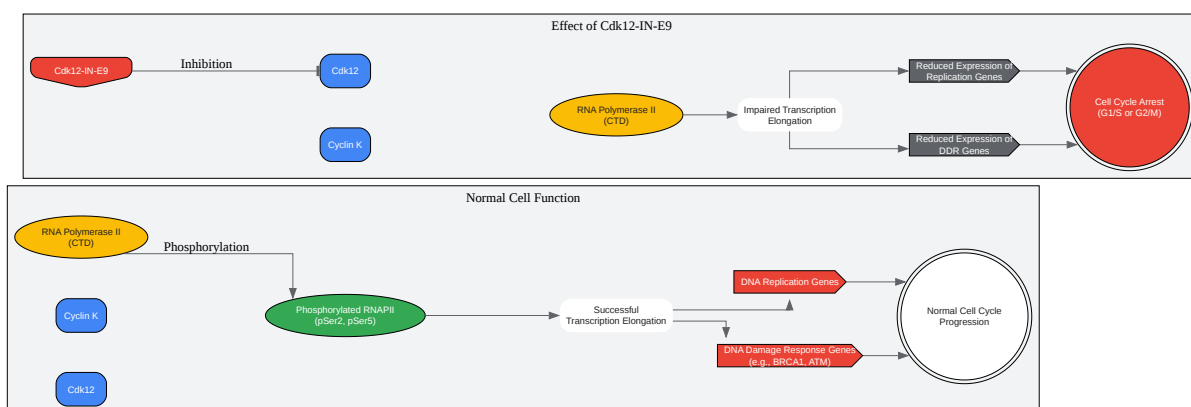 Effect of Cdk12-IN-E9
Cdk12-IN-E9
Inhibition
Cdk12
Cyclin K
RNA Polymerase II
(CTD)
Impaired Transcription
Elongation
Reduced Expression of
Replication Genes
Reduced Expression of
DDR Genes
Cell Cycle Arrest
(G1/S or G2/M)
Normal Cell Function
RNA Polymerase II
(CTD)
Phosphorylation
Cyclin K
Cdk12
Phosphorylated RNAPII
(pSer2, pSer5)
Successful
Transcription Elongation
DNA Replication Genes
DNA Damage Response Genes
(e.g., BRCA1, ATM)
Normal Cell Cycle
Progression